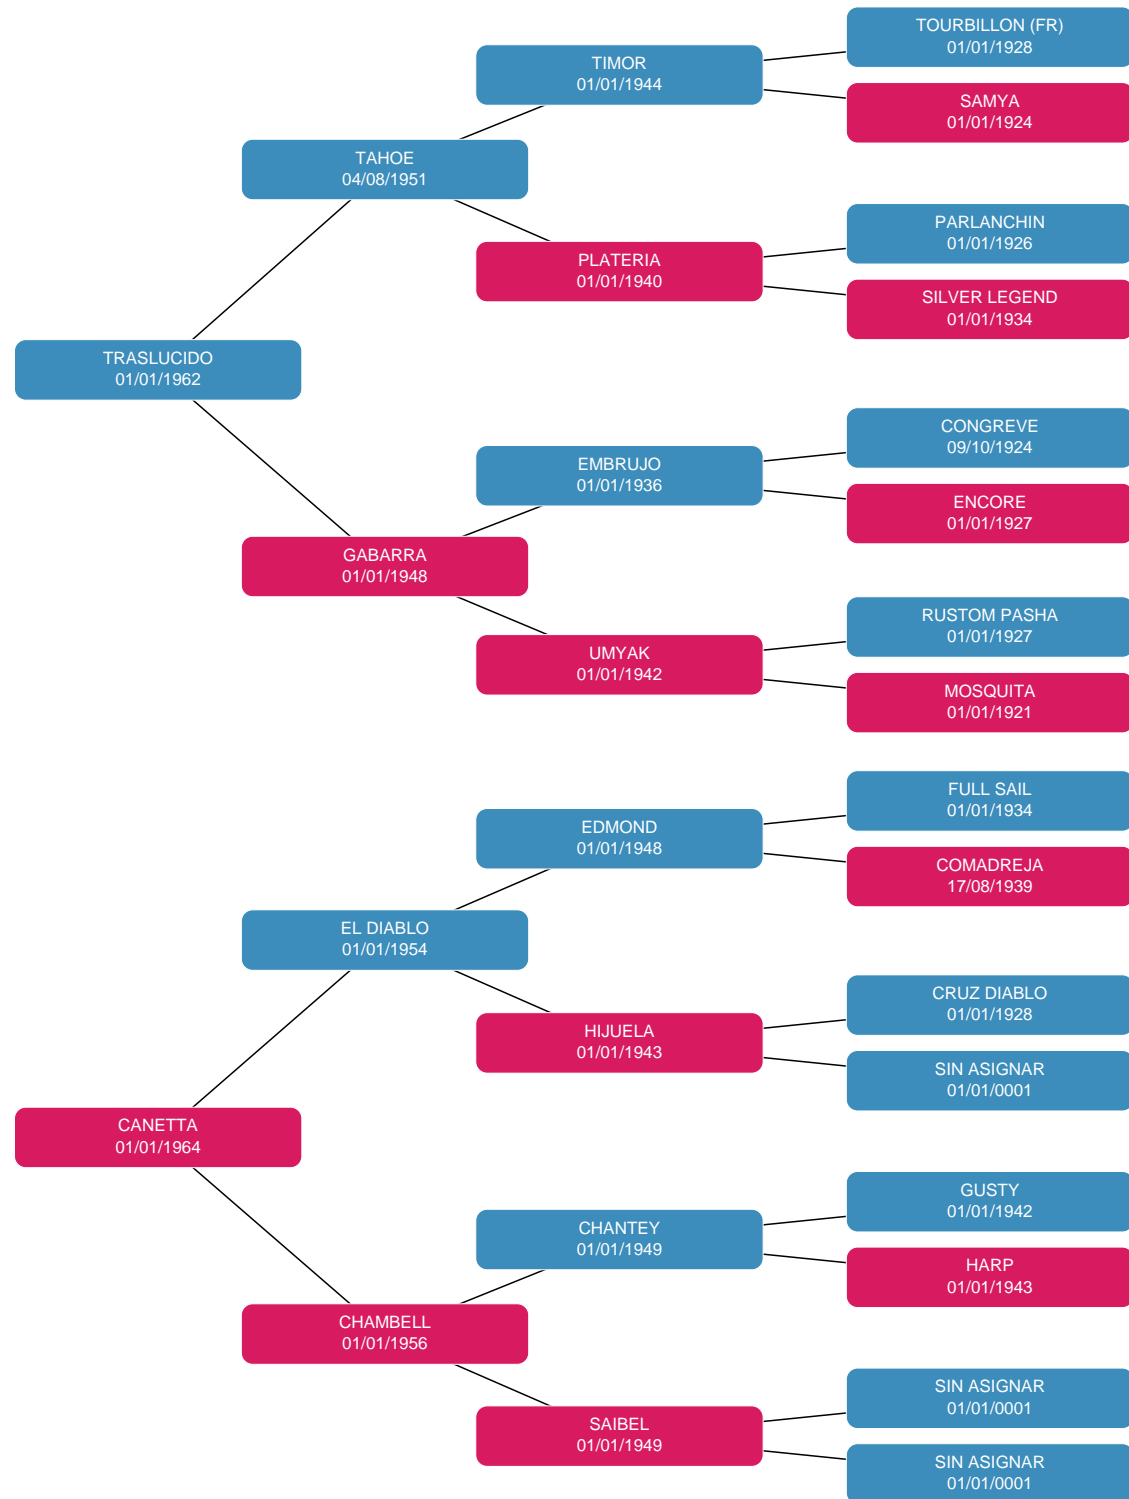 TOURBILLON (FR)
01/01/1928
TIMOR
01/01/1944
SAMYA
01/01/1924
TAHOE
04/08/1951
PARLANCHIN
01/01/1926
PLATERIA
01/01/1940
SILVER LEGEND
01/01/1934
TRASLUCIDO
01/01/1962
CONGREVE
09/10/1924
EMBRUJO
01/01/1936
ENCORE
01/01/1927
GABARRA
01/01/1948
RUSTOM PASHA
01/01/1927
UMYAK
01/01/1942
MOSQUITA
01/01/1921
FULL SAIL
01/01/1934
EDMOND
01/01/1948
COMADREJA
17/08/1939
EL DIABLO
01/01/1954
CRUZ DIABLO
01/01/1928
HIJUELA
01/01/1943
SIN ASIGNAR
01/01/0001
CANETTA
01/01/1964
GUSTY
01/01/1942
CHANTEY
01/01/1949
HARP
01/01/1943
CHAMBELL
01/01/1956
SIN ASIGNAR
01/01/0001
SAIBEL
01/01/1949
SIN ASIGNAR
01/01/0001